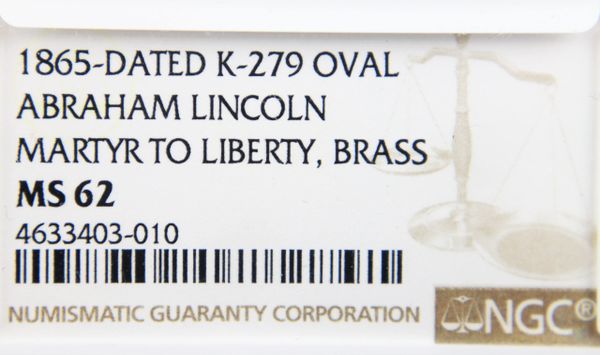 1865-DATED K-279 OVAL
ABRAHAM LINCOLN
MARTYR TO LIBERTY, BRASS
MS 62
4633403-010
NUMISMATIC GUARANTY CORPORATION
NGC®